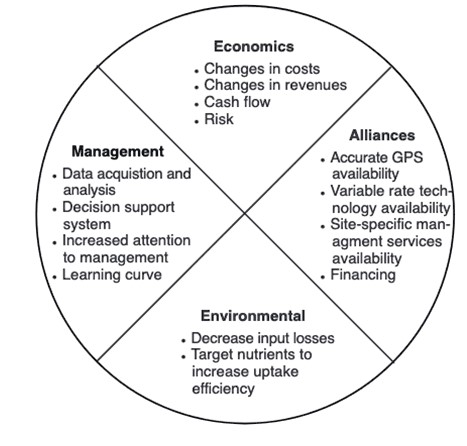 Economics
• Changes in costs
• Changes in revenues
• Cash flow
• Risk
Management
• Data acquistion and
analysis
• Decision support
system
• Increased attention
to management
• Learning curve
Alliances
• Accurate GPS
availability
• Variable rate tech-
nology availability
• Site-specific man-
agment services
availability
• Financing
Environmental
• Decrease input losses
• Target nutrients to
increase uptake
efficiency